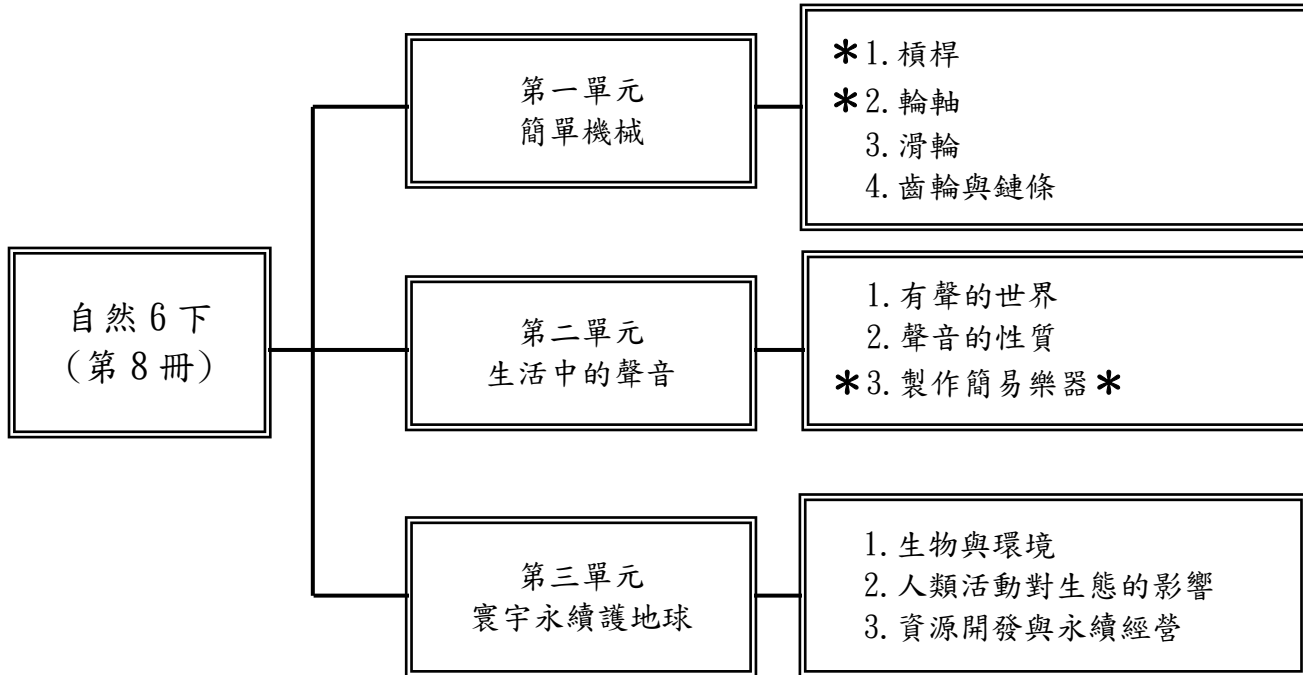 自然 6 下
（第 8 冊）
第一單元
簡單機械
＊1. 槓桿
＊2. 輪軸
3. 滑輪
4. 齒輪與鏈條
第二單元
生活中的聲音
1. 有聲的世界
2. 聲音的性質
＊3. 製作簡易樂器＊
第三單元
寰宇永續護地球
1. 生物與環境
2. 人類活動對生態的影響
3. 資源開發與永續經營